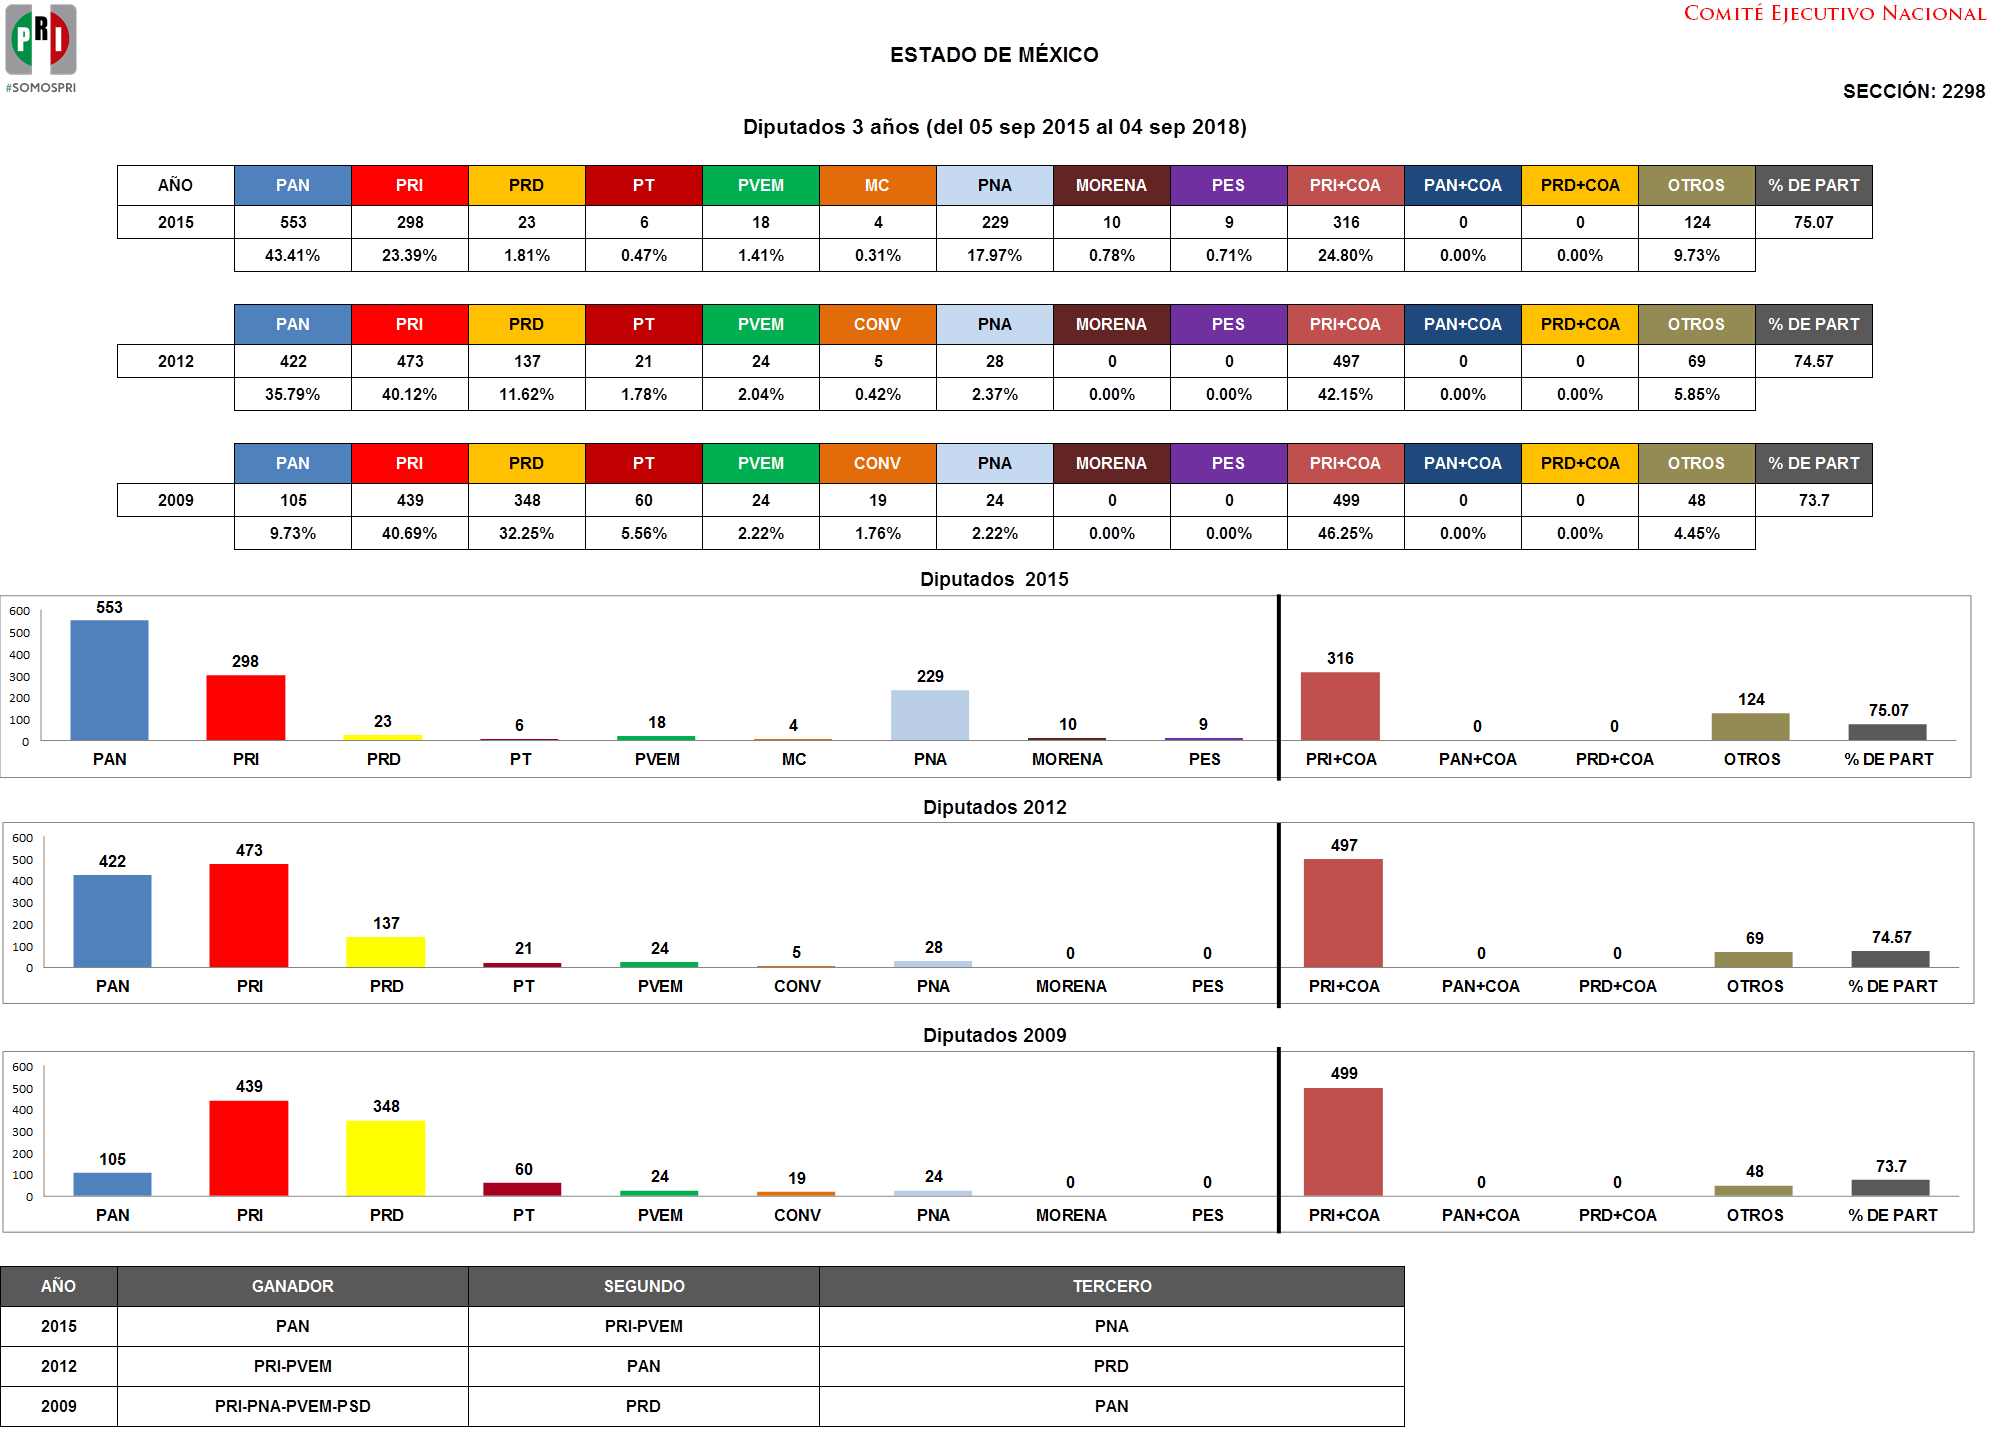 PRI
#SOMOSPRI
COMITÉ EJECUTIVO NACIONAL
ESTADO DE MÉXICO
SECCIÓN: 2298
Diputados 3 años (del 05 sep 2015 al 04 sep 2018)
AÑO PAN PRI PRD PT PVEM MC PNA MORENA PES PRI+COA PAN+COA PRD+COA OTROS % DE PART
2015 553 298 23 6 18 4 229 10 9 316 0 0 124 75.07
43.41% 23.39% 1.81% 0.47% 1.41% 0.31% 17.97% 0.78% 0.71% 24.80% 0.00% 0.00% 9.73%
PAN PRI PRD PT PVEM CONV PNA MORENA PES PRI+COA PAN+COA PRD+COA OTROS % DE PART
2012 422 473 137 21 24 5 28 0 0 497 0 0 69 74.57
35.79% 40.12% 11.62% 1.78% 2.04% 0.42% 2.37% 0.00% 0.00% 42.15% 0.00% 0.00% 5.85%
PAN PRI PRD PT PVEM CONV PNA MORENA PES PRI+COA PAN+COA PRD+COA OTROS % DE PART
2009 105 439 348 60 24 19 24 0 0 499 0 0 48 73.7
9.73% 40.69% 32.25% 5.56% 2.22% 1.76% 2.22% 0.00% 0.00% 46.25% 0.00% 0.00% 4.45%
Diputados 2015
600
500
400
300
200
100
0
553 298 23 6 18 4 229 10 9 316 0 0 124 75.07
PAN PRI PRD PT PVEM MC PNA MORENA PES PRI+COA PAN+COA PRD+COA OTROS % DE PART
Diputados 2012
600
500
400
300
200
100
0
422 473 137 21 24 5 28 0 0 497 0 0 69 74.57
PAN PRI PRD PT PVEM CONV PNA MORENA PES PRI+COA PAN+COA PRD+COA OTROS % DE PART
Diputados 2009
600
500
400
300
200
100
0
105 439 348 60 24 19 24 0 0 499 0 0 48 73.7
PAN PRI PRD PT PVEM CONV PNA MORENA PES PRI+COA PAN+COA PRD+COA OTROS % DE PART
AÑO GANADOR SEGUNDO TERCERO
2015 PAN PRI-PVEM PNA
2012 PRI-PVEM PAN PRD
2009 PRI-PNA-PVEM-PSD PRD PAN